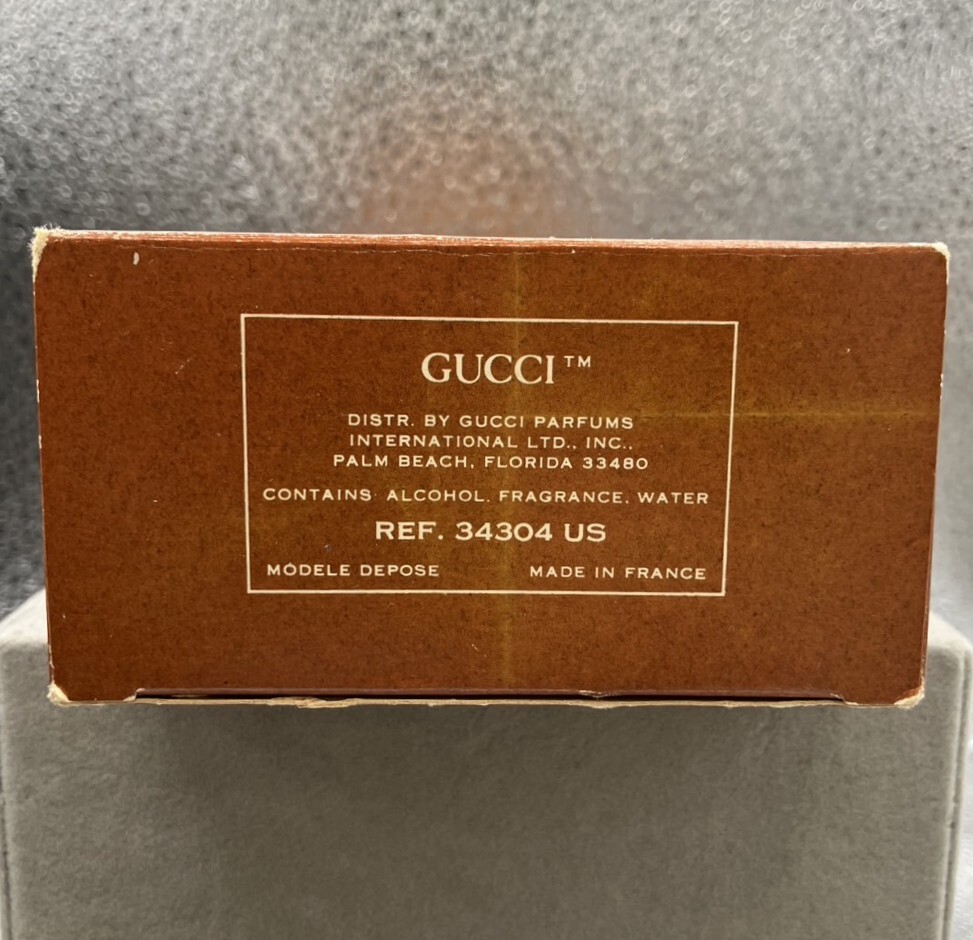 GUCCI™
DISTR. BY GUCCI PARFUMS
INTERNATIONAL LTD., INC.,
PALM BEACH, FLORIDA 33480
CONTAINS: ALCOHOL. FRAGRANCE. WATER
REF. 34304 US
MODELE DEPOSE MADE IN FRANCE